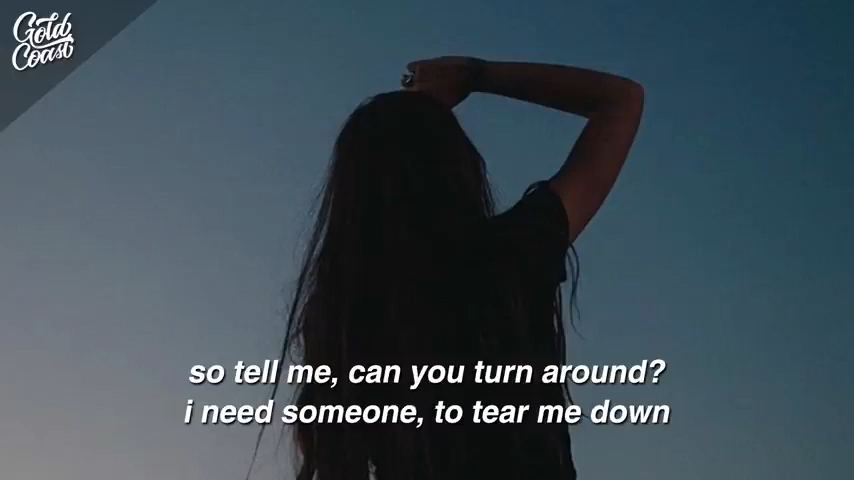 Gold
Coast
so tell me, can you turn around?
i need someone, to tear me down